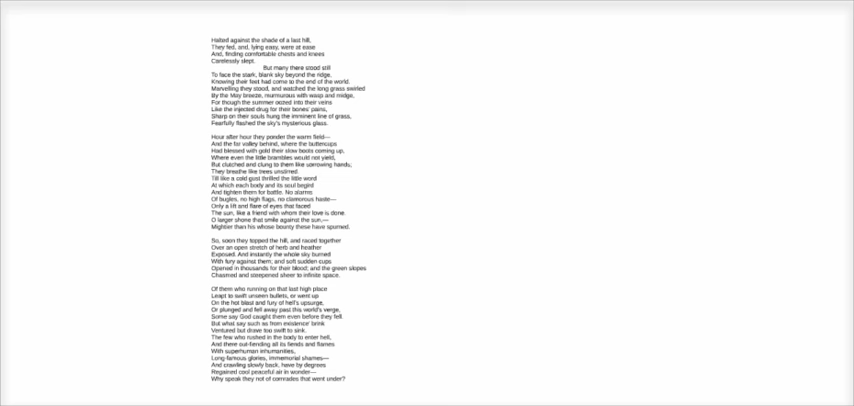 Halted against the shade of a last hill,
They fed, and, lying easy, were at ease
And, finding comfortable chests and knees
Carelessly slept.
But many there stood still
To face the stark, blank sky beyond the ridge,
Knowing their feet had come to the end of the world.
Marvelling they stood, and watched the long grass swirled
By the May breeze, murmurous with wasp and midge,
For though the summer oozed into their veins
Like the injected drug for their bones' pains,
Sharp on their souls hung the imminent line of grass,
Fearfully flashed the sky's mysterious glass.
Hour after hour they ponder the warm field—
And the far valley behind, where the buttercups
Had blessed with gold their slow boots coming up,
Where even the little brambles would not yield,
But clutched and clung to them like sorrowing hands;
They breathe like trees unstirred.
Till like a cold gust thrilled the little word
At which each body and its soul begird
And tighten them for battle. No alarms
Of bugles, no high flags, no clamorous haste—
Only a lift and flare of eyes that faced
The sun, like a friend with whom their love is done.
O larger shone that smile against the sun,—
Mightier than his whose bounty these have spurned.
So, soon they topped the hill, and raced together
Over an open stretch of herb and heather
Exposed. And instantly the whole sky burned
With fury against them; and soft sudden cups
Opened in thousands for their blood; and the green slopes
Chasmed and steepened sheer to infinite space.
Of them who running on that last high place
Leapt to swift unseen bullets, or went up
On the hot blast and fury of hell's upsurge,
Or plunged and fell away past this world's verge,
Some say God caught them even before they fell.
But what say such as from existence' brink
Ventured but drave too swift to sink.
The few who rushed in the body to enter hell,
And there out-fiending all its fiends and flames
With superhuman inhumanities,
Long-famous glories, immemorial shames—
And crawling slowly back, have by degrees
Regained cool peaceful air in wonder—
Why speak they not of comrades that went under?